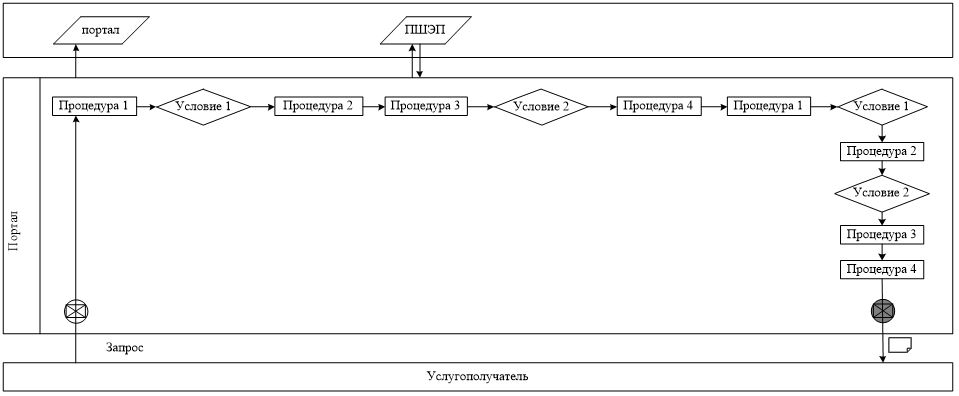 портал
ПШЭП
Процедура 1
Условие 1
Процедура 2
Процедура 3
Условие 2
Процедура 4
Процедура 1
Условие 1
Процедура 2
Условие 2
Процедура 3
Процедура 4
Портал
Запрос
Услугополучатель